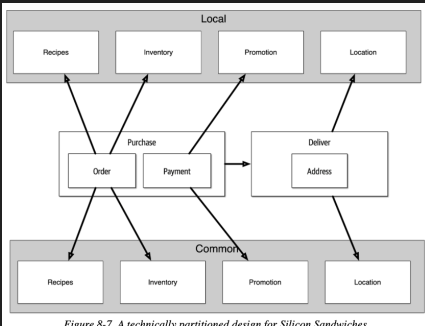 Local
Recipes Inventory Promotion Location
Purchase Deliver
Order Payment Address
Common
Recipes Inventory Promotion Location
Figure 8-7. A technically partitioned design for Silicon Sandwiches